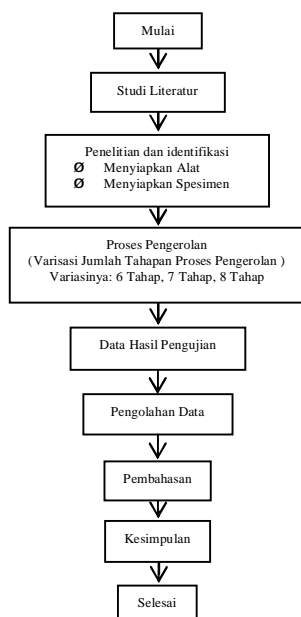 Mulai
Studi Literatur
Penelitian dan identifikasi
Ø Menyiapkan Alat
Ø Menyiapkan Spesimen
Proses Pengerolan
(Varisasi Jumlah Tahapan Proses Pengerolan )
Variasinya: 6 Tahap, 7 Tahap, 8 Tahap
Data Hasil Pengujian
Pengolahan Data
Pembahasan
Kesimpulan
Selesai